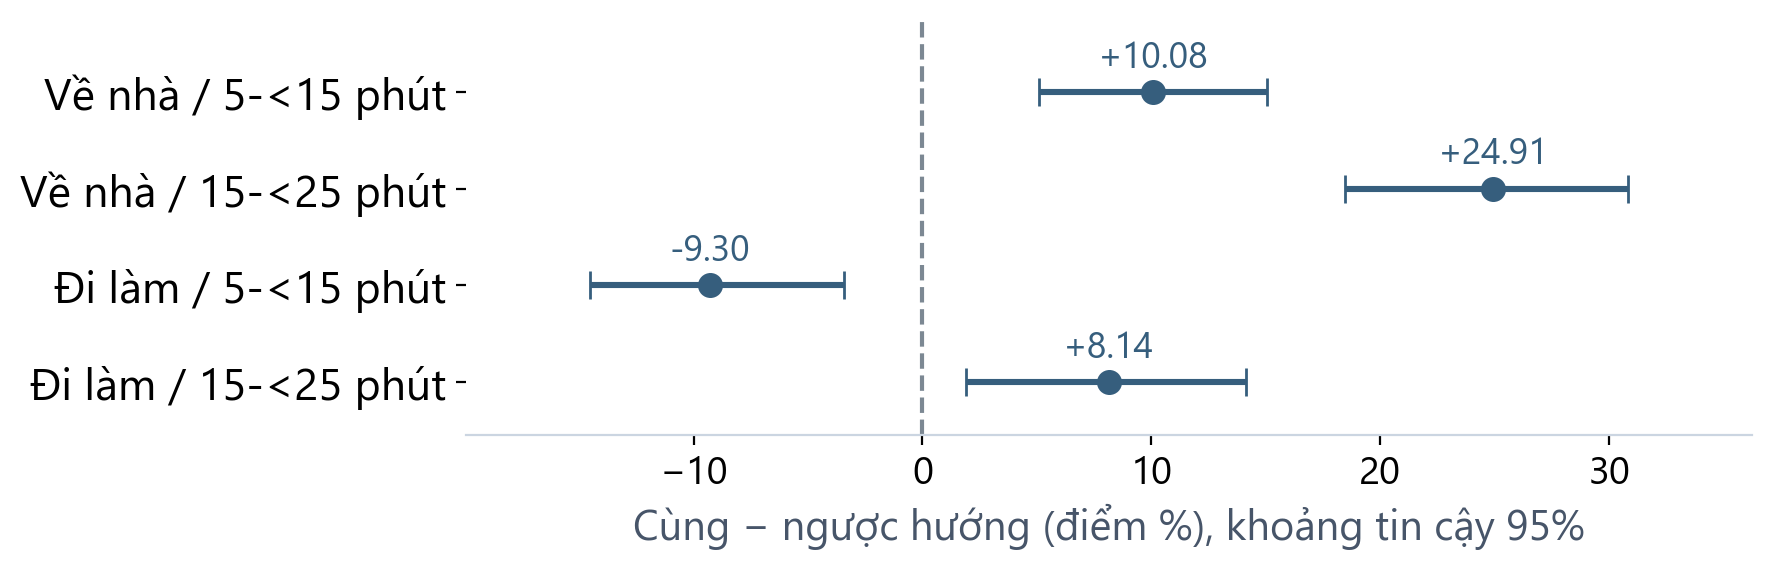 +10.08
Về nhà / 5-<15 phút
+24.91
Về nhà / 15-<25 phút
-9.30
Đi làm / 5-<15 phút
+8.14
Đi làm / 15-<25 phút
−10 0 10 20 30
Cùng − ngược hướng (điểm %), khoảng tin cậy 95%